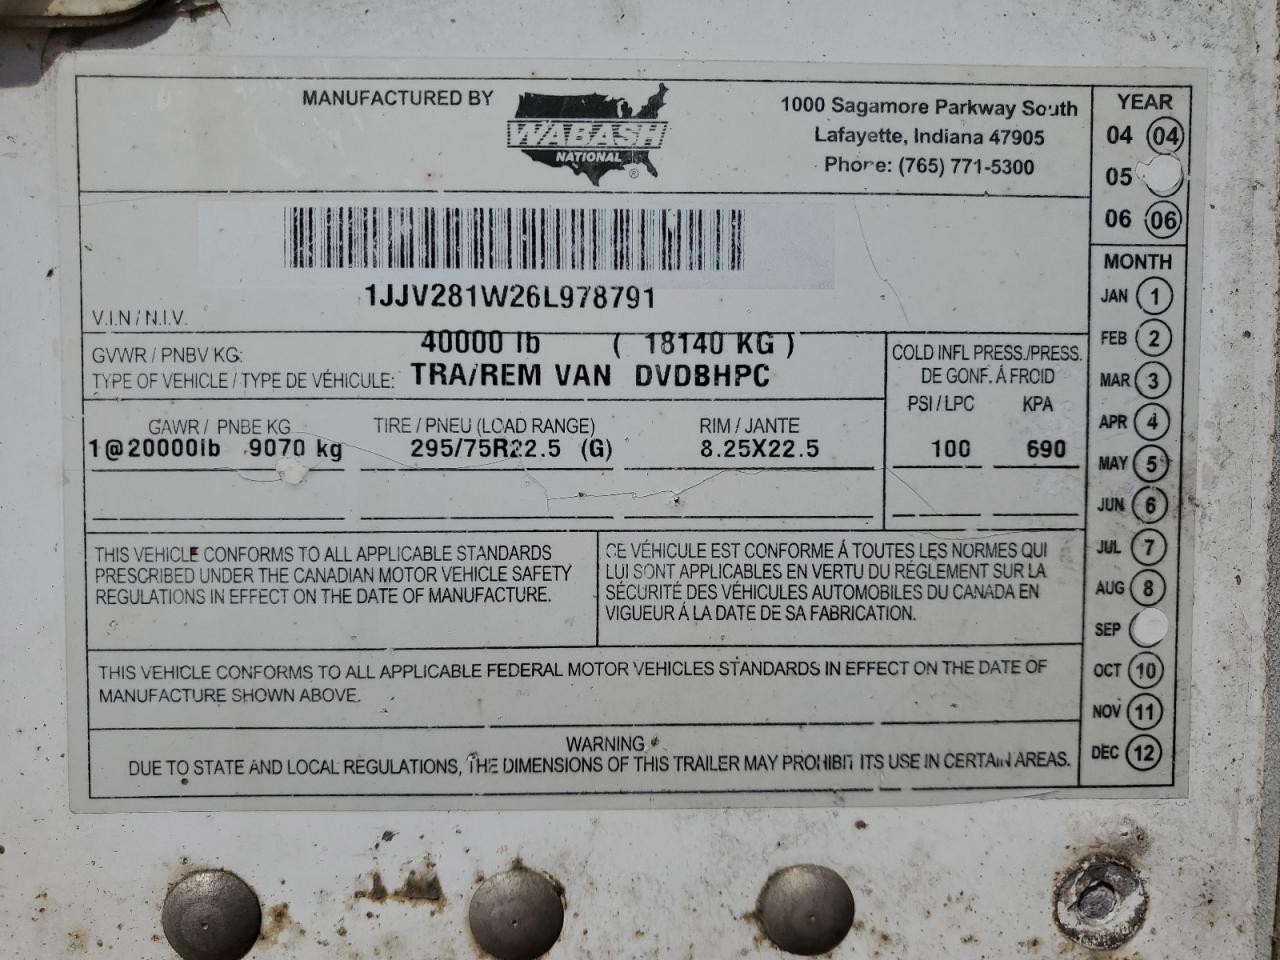 MANUFACTURED BY
WABASH
NATIONAL
®
1000 Sagamore Parkway South
Lafayette, Indiana 47905
Phone: (765) 771-5300
YEAR
04 04
05
06 06
1JJV281W26L978791
V.I.N / N.I.V.
GVWR / PNBV KG: 40000 lb ( 18140 KG )
TYPE OF VEHICLE / TYPE DE VÉHICULE: TRA/REM VAN DVDBHPC
COLD INFL PRESS./PRESS.
DE GONF. Á FROID
PSI / LPC KPA
GAWR / PNBE KG TIRE / PNEU (LOAD RANGE) RIM / JANTE
1@20000lb 9070 kg 295/75R22.5 (G) 8.25X22.5 100 690
MONTH
JAN 1
FEB 2
MAR 3
APR 4
MAY 5
JUN 6
JUL 7
AUG 8
SEP
OCT 10
NOV 11
DEC 12
THIS VEHICLE CONFORMS TO ALL APPLICABLE STANDARDS
PRESCRIBED UNDER THE CANADIAN MOTOR VEHICLE SAFETY
REGULATIONS IN EFFECT ON THE DATE OF MANUFACTURE.
CE VÉHICULE EST CONFORME Á TOUTES LES NORMES QUI
LUI SONT APPLICABLES EN VERTU DU RÉGLEMENT SUR LA
SÉCURITÉ DES VÉHICULES AUTOMOBILES DU CANADA EN
VIGUEUR Á LA DATE DE SA FABRICATION.
THIS VEHICLE CONFORMS TO ALL APPLICABLE FEDERAL MOTOR VEHICLES STANDARDS IN EFFECT ON THE DATE OF
MANUFACTURE SHOWN ABOVE.
WARNING
DUE TO STATE AND LOCAL REGULATIONS, THE DIMENSIONS OF THIS TRAILER MAY PROHIBIT ITS USE IN CERTAIN AREAS.